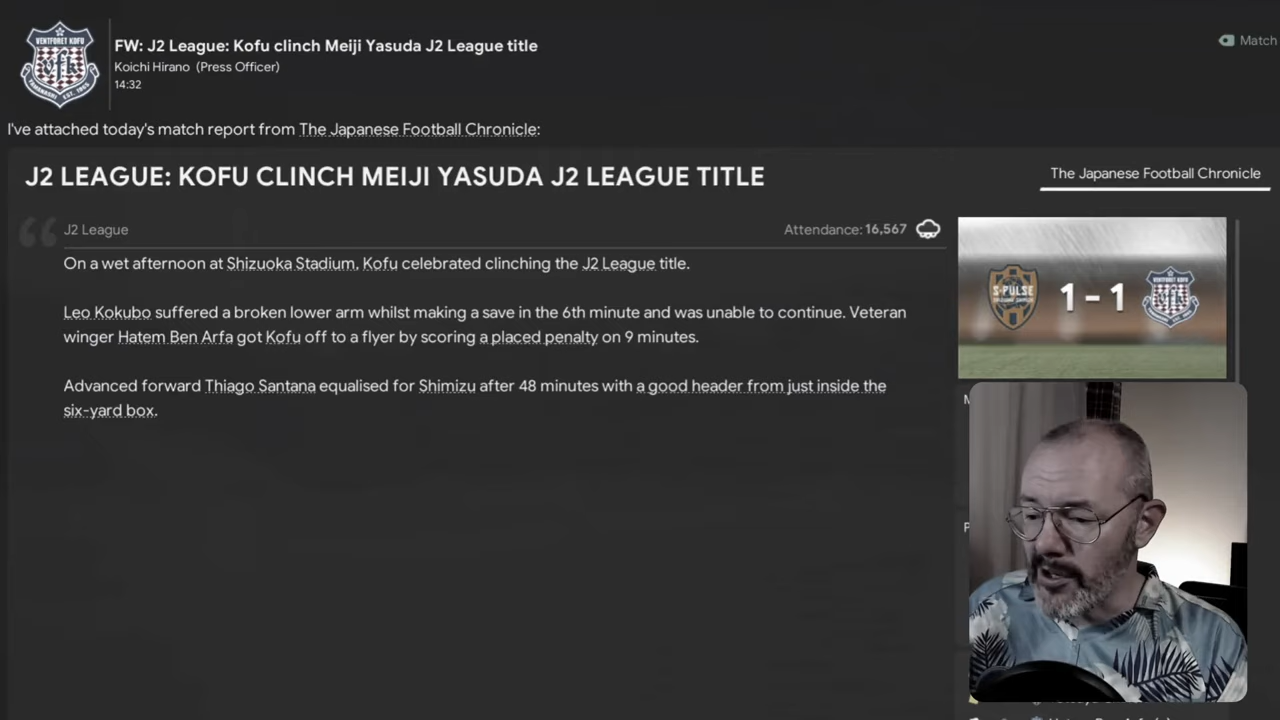 FW: J2 League: Kofu clinch Meiji Yasuda J2 League title
Koichi Hirano (Press Officer)
14:32
Match
I've attached today's match report from The Japanese Football Chronicle:
J2 LEAGUE: KOFU CLINCH MEIJI YASUDA J2 LEAGUE TITLE
The Japanese Football Chronicle
J2 League
Attendance: 16,567
On a wet afternoon at Shizuoka Stadium, Kofu celebrated clinching the J2 League title.
Leo Kokubo suffered a broken lower arm whilst making a save in the 6th minute and was unable to continue. Veteran
winger Hatem Ben Arfa got Kofu off to a flyer by scoring a placed penalty on 9 minutes.
Advanced forward Thiago Santana equalised for Shimizu after 48 minutes with a good header from just inside the
six-yard box.
VENTFORET KOFU
S-PULSE
1 - 1